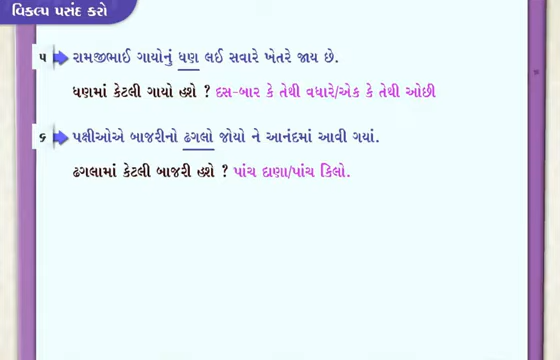 વિકલ્પ પસંદ કરો
૫ રામજીભાઈ ગાયોનું ધણ લઈ સવારે ખેતરે જાય છે.
ધણમાં કેટલી ગાયો હશે ? દસ-બાર કે તેથી વધારે/એક કે તેથી ઓછી
૬ પક્ષીઓએ બાજરીનો ઢગલો જોયો ને આનંદમાં આવી ગયાં.
ઢગલામાં કેટલી બાજરી હશે ? પાંચ દાણા/પાંચ કિલો.